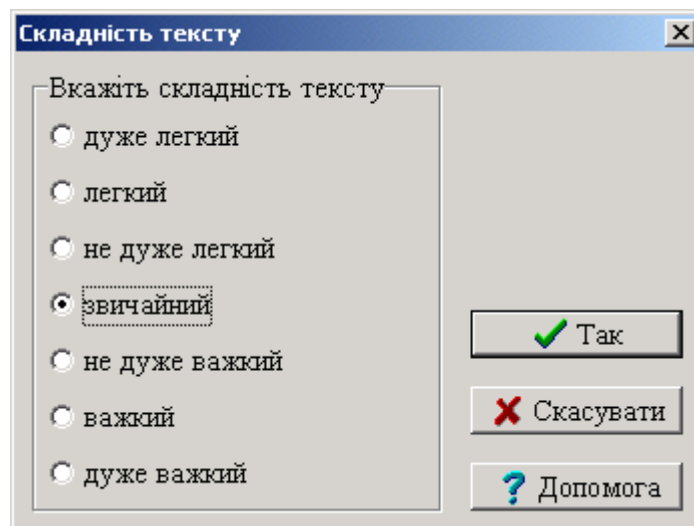 Складність тексту
Вкажіть складність тексту
дуже легкий
легкий
не дуже легкий
звичайний
не дуже важкий
важкий
дуже важкий
Так
Скасувати
Допомога